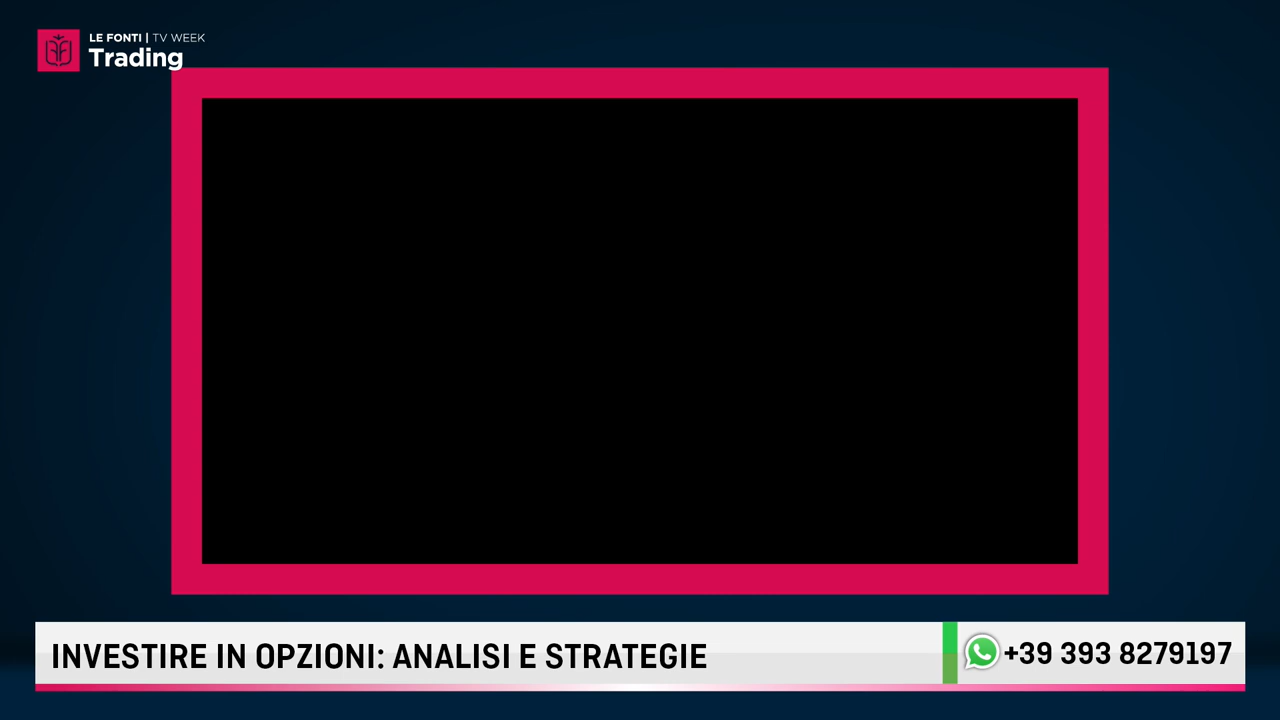 LE FONTI | TV WEEK
Trading
INVESTIRE IN OPZIONI: ANALISI E STRATEGIE
+39 393 8279197